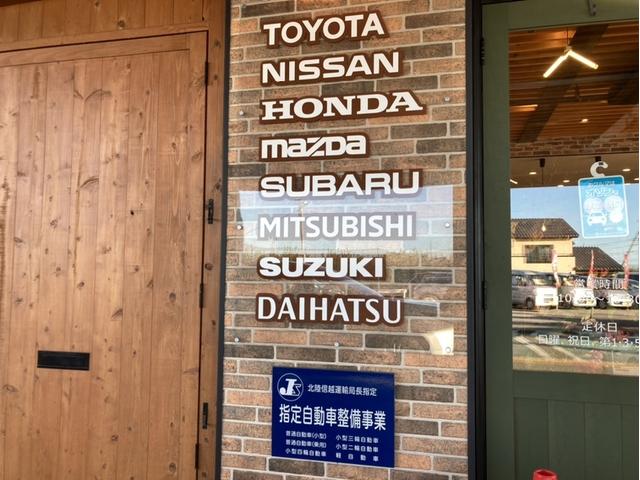 TOYOTA
NISSAN
HONDA
mazda
SUBARU
MITSUBISHI
SUZUKI
DAIHATSU
北陸信越運輸局長指定
指定自動車整備事業
普通自動車(小型)
普通自動車(乗用)
小型四輪自動車
小型三輪自動車
小型二輪自動車
軽自動車
営業時間
定休日
日曜、祝日、第1・3・5